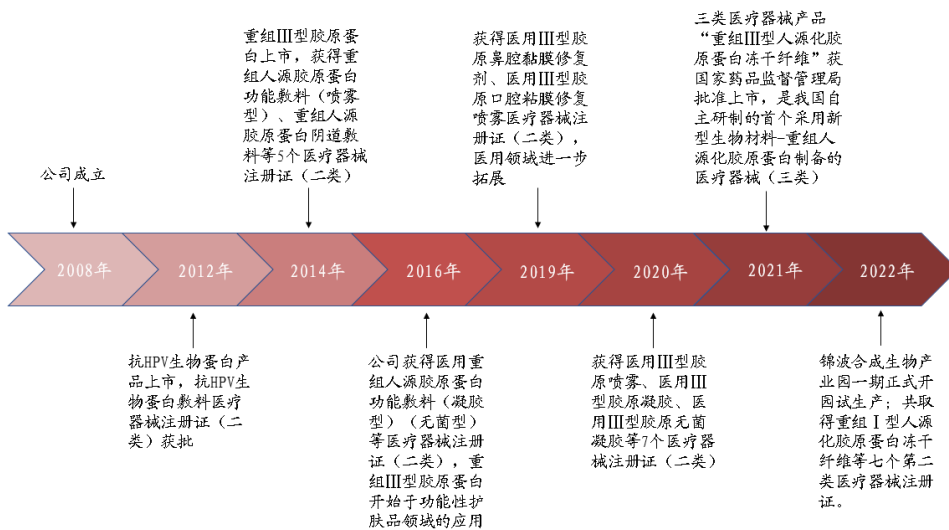 重组Ⅲ型胶原蛋
白上市，获得重
组人源胶原蛋白
功能敷料（喷雾
型）、重组人源
胶原蛋白阴道敷
料等5个医疗器械
注册证（二类）
获得医用Ⅲ型胶
原鼻腔黏膜修复
剂、医用Ⅲ型胶
原口腔粘膜修复
喷雾医疗器械注
册证（二类），
医用领域进一步
拓展
三类医疗器械产品
“重组Ⅲ型人源化胶
原蛋白冻干纤维”获
国家药品监督管理局
批准上市，是我国自
主研制的首个采用新
型生物材料-重组人
源化胶原蛋白制备的
医疗器械（三类）
公司成立
2008年
2012年
2014年
2016年
2019年
2020年
2021年
2022年
抗HPV生物蛋白产
品上市，抗HPV生
物蛋白敷料医疗
器械注册证（二
类）获批
公司获得医用重
组人源胶原蛋白
功能敷料（凝胶
型）（无菌型）
等医疗器械注册
证（二类），重
组Ⅲ型胶原蛋白
开始于功能性护
肤品领域的应用
获得医用Ⅲ型胶
原喷雾、医用Ⅲ
型胶原凝胶、医
用Ⅲ型胶原无菌
凝胶等7个医疗器
械注册证（二类）
锦波合成生物产
业园一期正式开
园试生产；共取
得重组Ⅰ型人源
化胶原蛋白冻干
纤维等七个第二
类医疗器械注册
证。